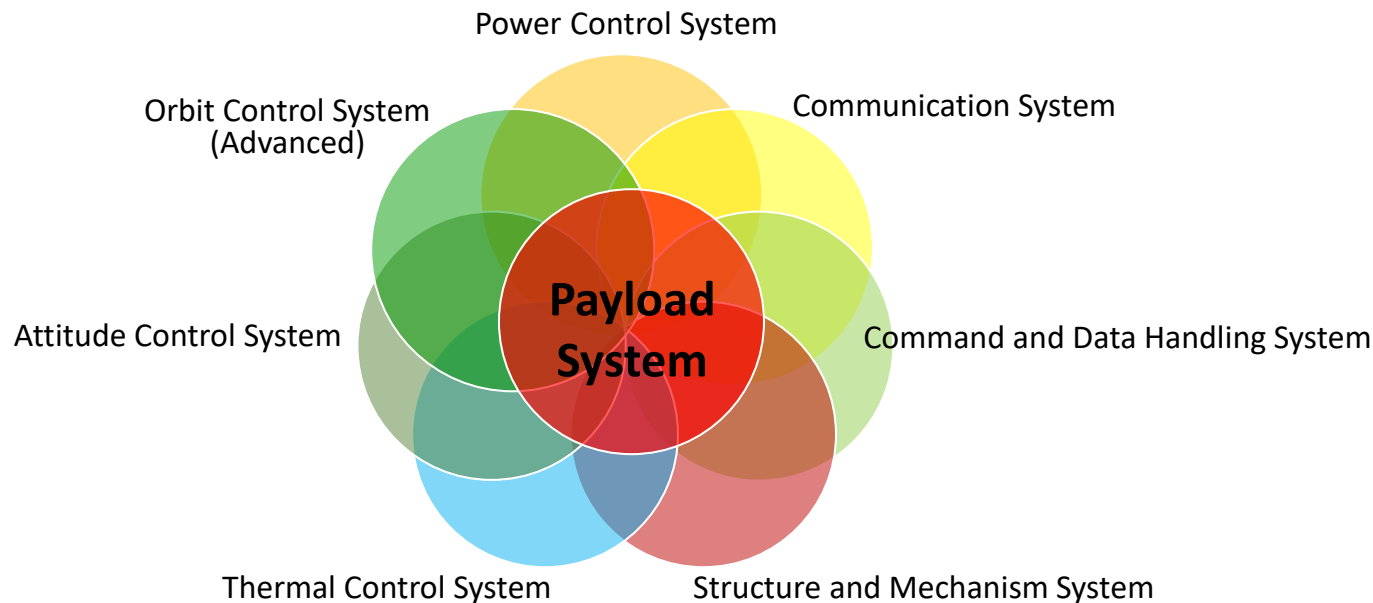 Power Control System
Orbit Control System
(Advanced)
Communication System
Payload
System
Attitude Control System
Command and Data Handling System
Thermal Control System
Structure and Mechanism System